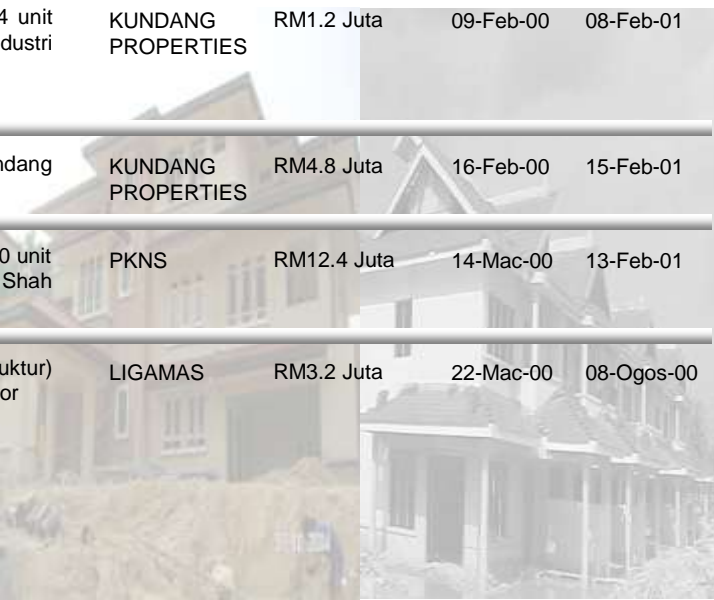 4 unit KUNDANG RM1.2 Juta 09-Feb-00 08-Feb-01
dustri PROPERTIES
ndang KUNDANG RM4.8 Juta 16-Feb-00 15-Feb-01
PROPERTIES
0 unit PKNS RM12.4 Juta 14-Mac-00 13-Feb-01
Shah
uktur) LIGAMAS RM3.2 Juta 22-Mac-00 08-Ogos-00
or